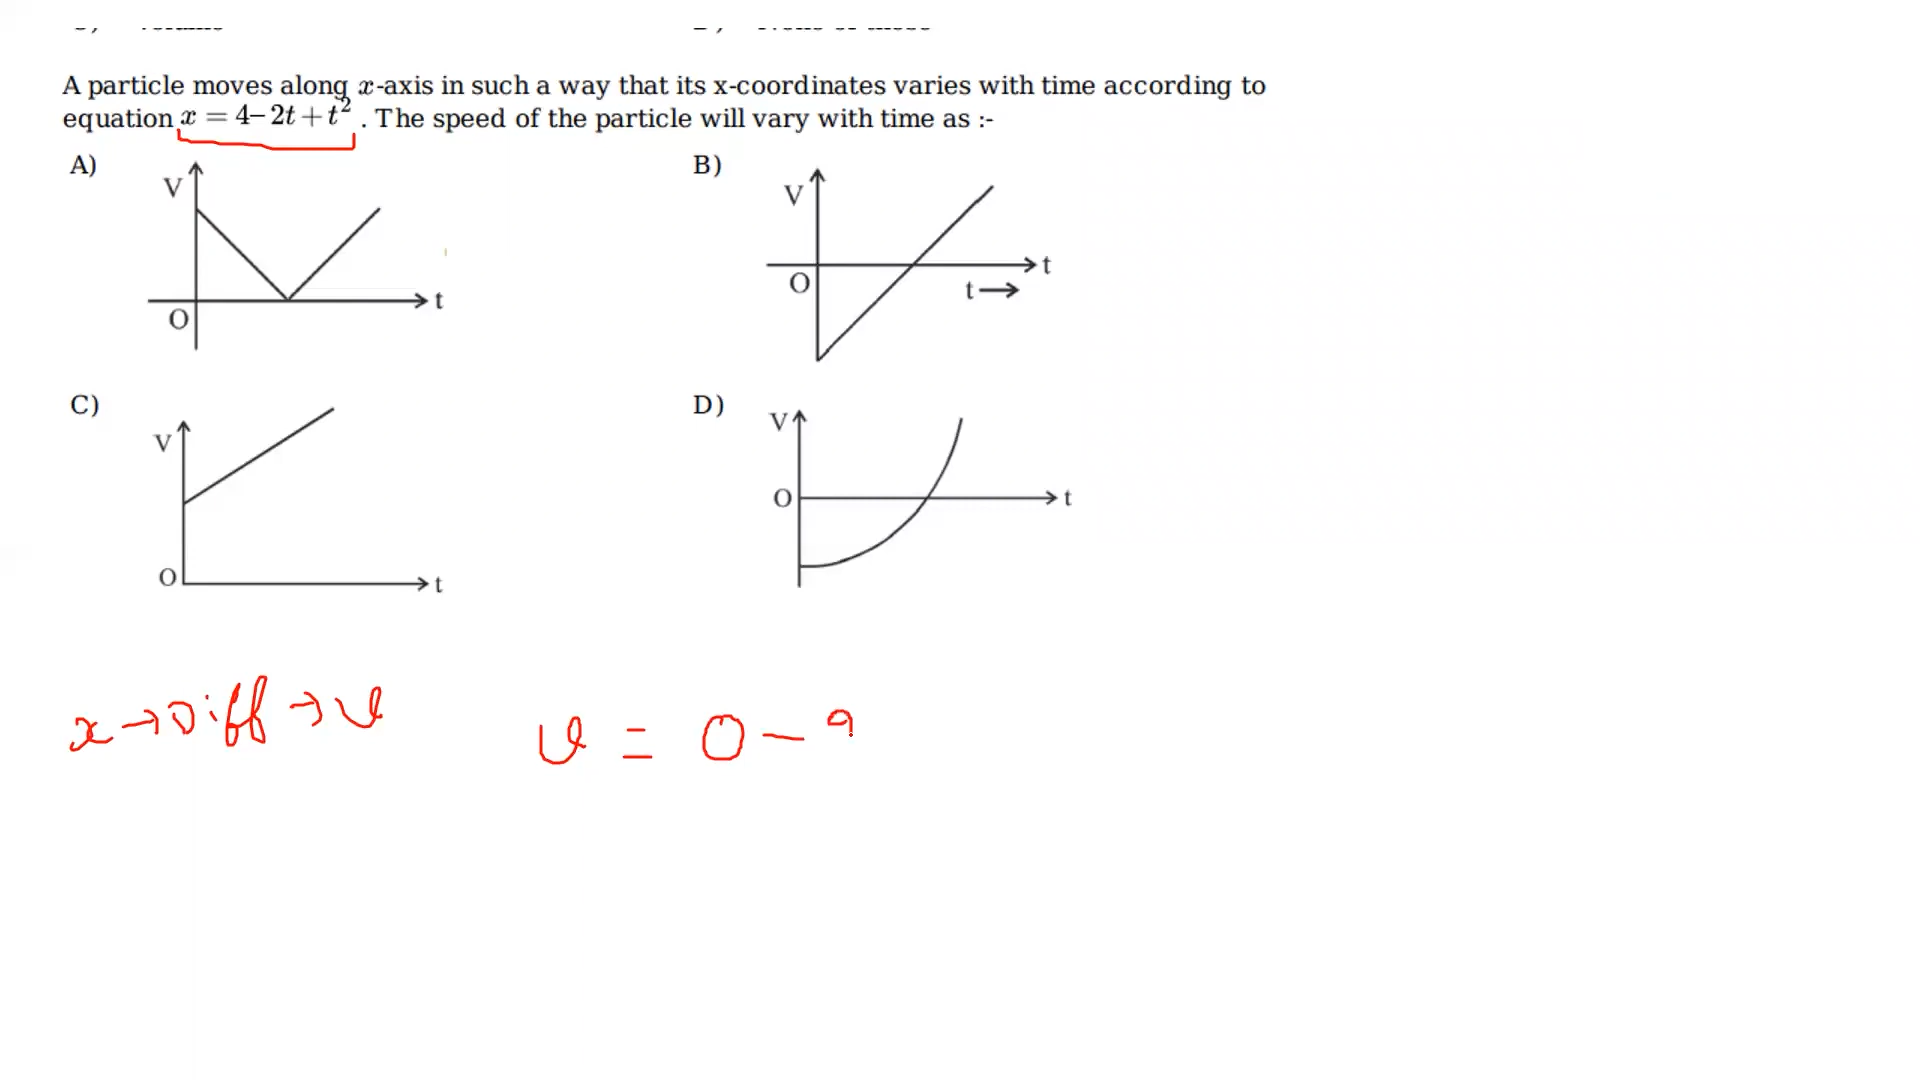 A particle moves along x-axis in such a way that its x-coordinates varies with time according to
equation x = 4– 2t + t² . The speed of the particle will vary with time as :-
A)
V
O
t
B)
V
O
t
t→
C)
V
O
t
D)
V
O
t
x → Diff → v
v = 0 –